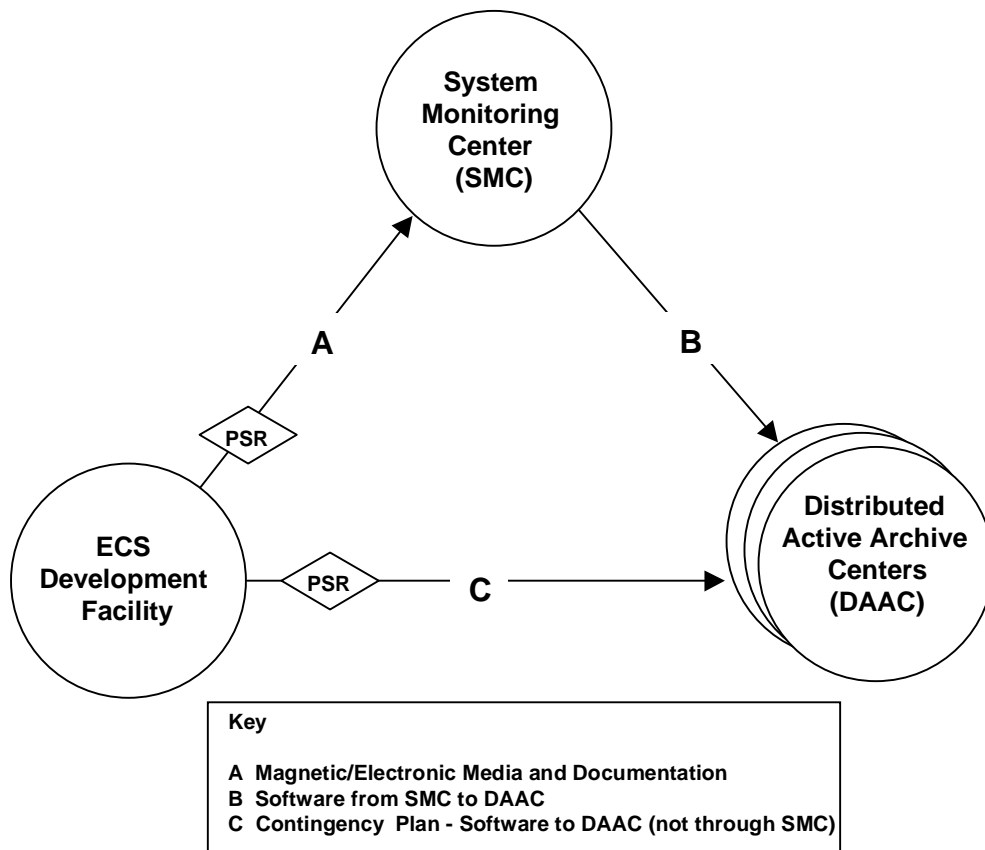 System
Monitoring
Center
(SMC)
A
B
PSR
ECS
Development
Facility
PSR
C
Distributed
Active Archive
Centers
(DAAC)
Key
A Magnetic/Electronic Media and Documentation
B Software from SMC to DAAC
C Contingency Plan - Software to DAAC (not through SMC)